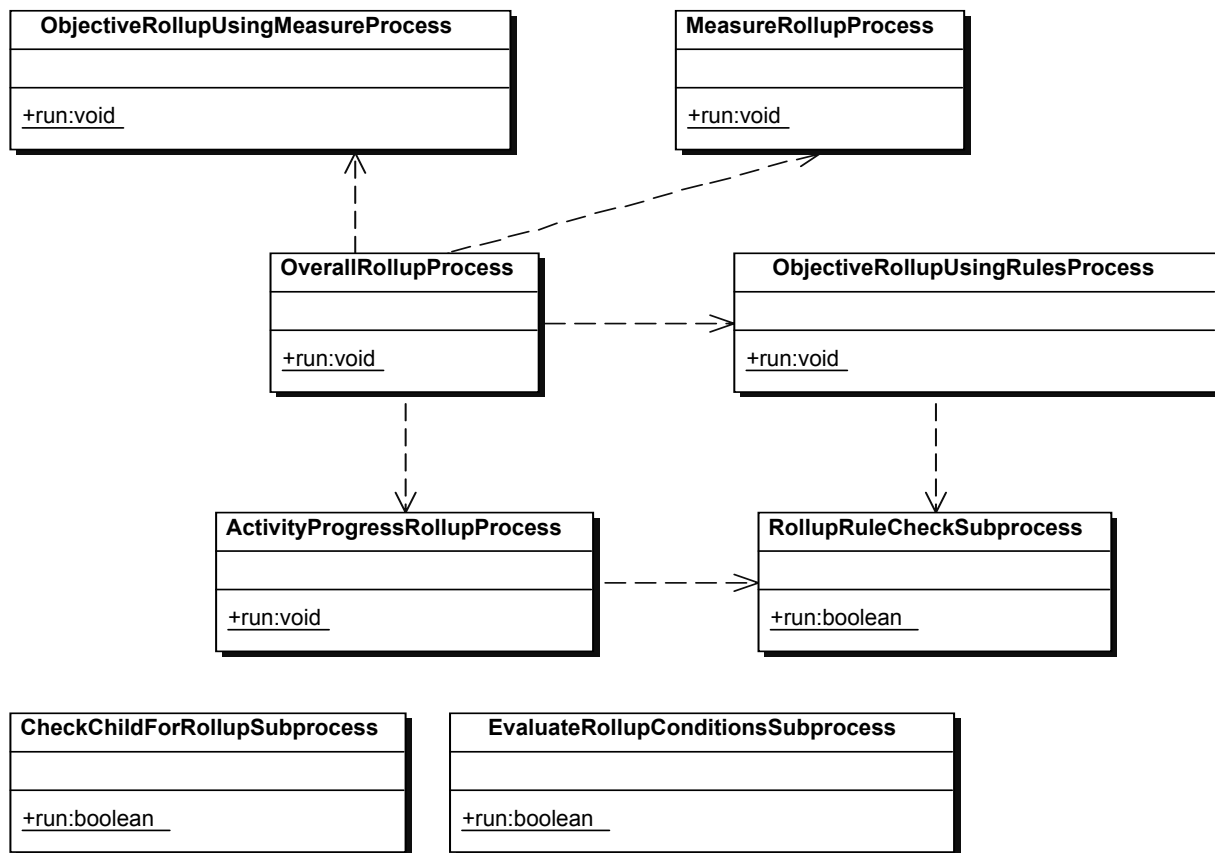 ObjectiveRollupUsingMeasureProcess
+run:void
MeasureRollupProcess
+run:void
OverallRollupProcess
+run:void
ObjectiveRollupUsingRulesProcess
+run:void
ActivityProgressRollupProcess
+run:void
RollupRuleCheckSubprocess
+run:boolean
CheckChildForRollupSubprocess
+run:boolean
EvaluateRollupConditionsSubprocess
+run:boolean